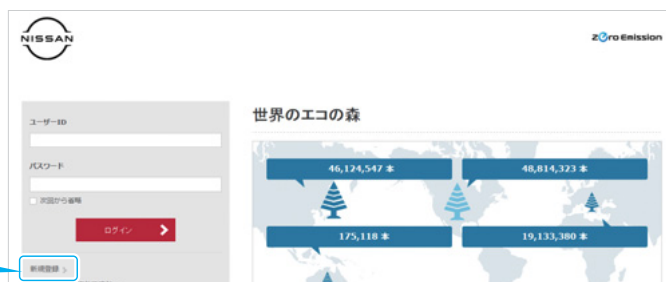 NISSAN
Zero Emission
世界のエコの森
ユーザーID
パスワード
次回から省略
ログイン
新規登録
46,124,547 本
48,814,323 本
175,118 本
19,133,380 本